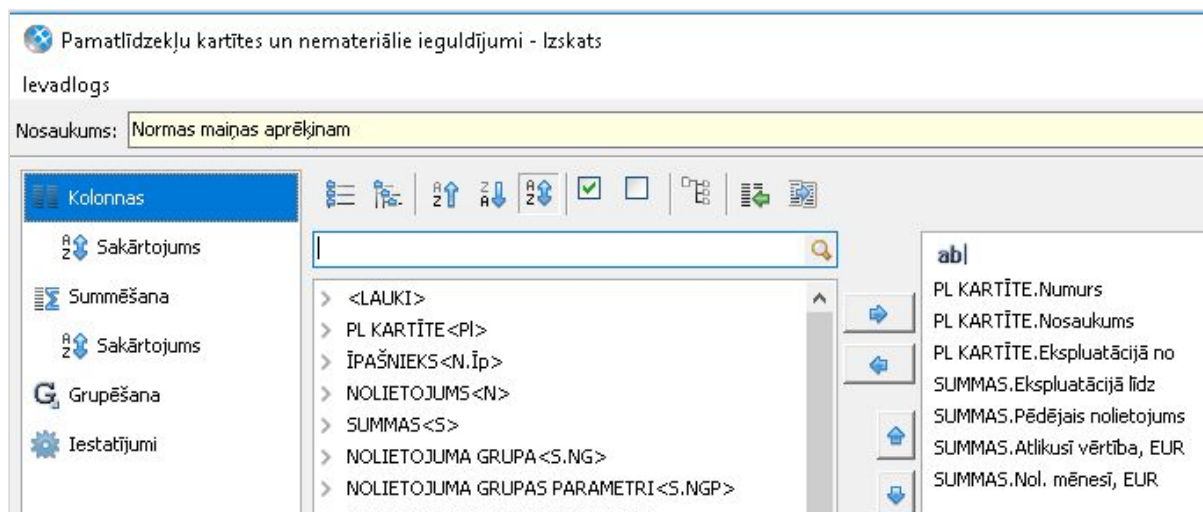 Pamatlīdzekļu kartītes un nemateriālie ieguldījumi - Izskats
Ievadlogs
Nosaukums: Normas maiņas aprēķinam
Kolonnas
Sakārtojums
Summēšana
Sakārtojums
Grupēšana
Iestatījumi
<LAUKI>
PL KARTĪTE<Pl>
ĪPAŠNIEKS<N.Īp>
NOLIETOJUMS<N>
SUMMAS<S>
NOLIETOJUMA GRUPA<S.NG>
NOLIETOJUMA GRUPAS PARAMETRI<S.NGP>
ab|
PL KARTĪTE.Numurs
PL KARTĪTE.Nosaukums
PL KARTĪTE.Ekspluatācijā no
SUMMAS.Ekspluatācijā līdz
SUMMAS.Pēdējais nolietojums
SUMMAS.Atlikusī vērtība, EUR
SUMMAS.Nol. mēnesī, EUR